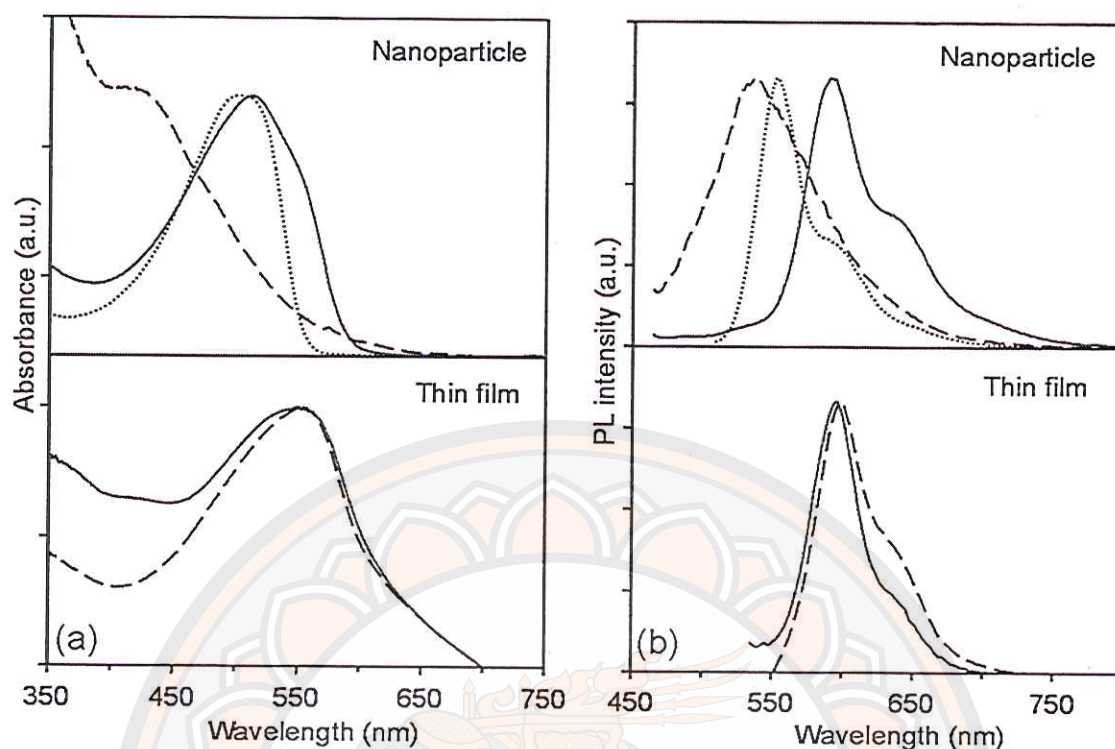 Nanoparticle
Absorbance (a.u.)
Thin film
(a)
350 450 550 650 750
Wavelength (nm)
Nanoparticle
PL intensity (a.u.)
Thin film
(b)
450 550 650 750
Wavelength (nm)